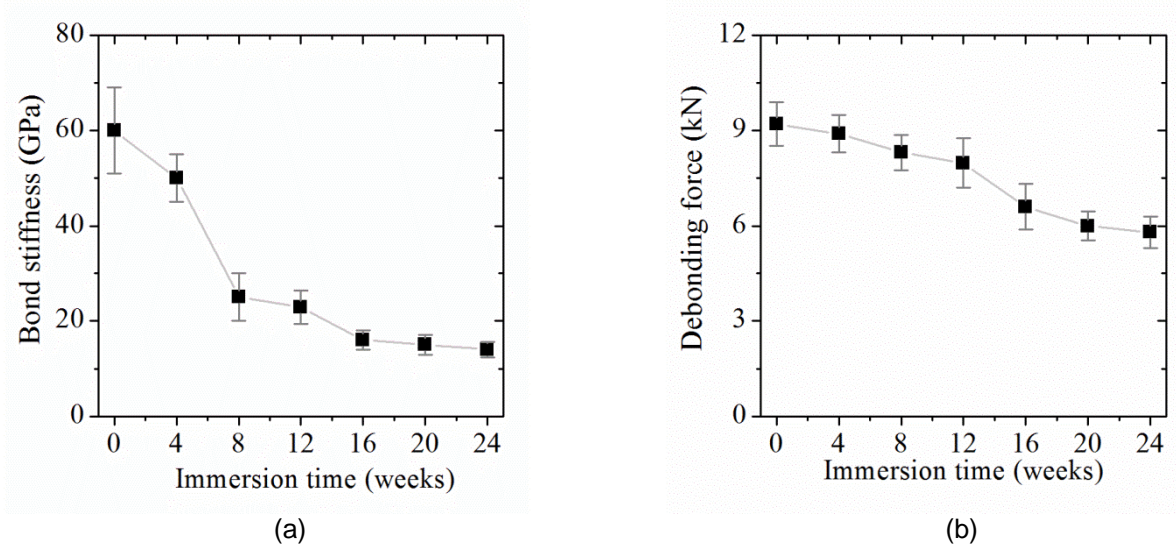 80
60
40
20
0
Bond stiffness (GPa)
0 4 8 12 16 20 24
Immersion time (weeks)
(a)
12
9
6
3
0
Debonding force (kN)
0 4 8 12 16 20 24
Immersion time (weeks)
(b)